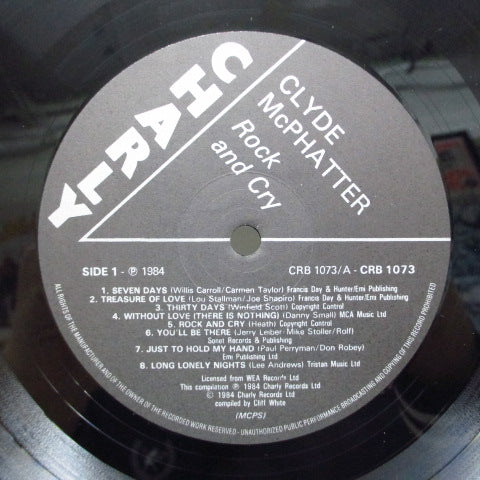 CHARLY
CLYDE
McPHATTER
Rock
and Cry
SIDE 1 - ℗ 1984
CRB 1073/A - CRB 1073
1. SEVEN DAYS (Willis Carroll/Carmen Taylor) Francis Day & Hunter/Emi Publishing
2. TREASURE OF LOVE (Lou Stallman/Joe Shapiro) Francis Day & Hunter/Emi Publishing
3. THIRTY DAYS (Winfield Scott) Copyright Control
4. WITHOUT LOVE (THERE IS NOTHING) (Danny Small) MCA Music Ltd
5. ROCK AND CRY (Heath) Copyright Control
6. YOU'LL BE THERE (Jerry Leiber/Mike Stoller/Rolf)
Sonet Records & Publishing
7. JUST TO HOLD MY HAND (Paul Perryman/Don Robey)
Emi Publishing Ltd
8. LONG LONELY NIGHTS (Lee Andrews) Tristan Music Ltd
Licensed from WEA Records Ltd
This compilation ℗ 1984 Charly Records Ltd
© 1984 Charly Records Ltd
compiled by Cliff White
(MCPS)
ALL RIGHTS OF THE MANUFACTURER AND OF THE OWNER OF THE RECORDED WORK RESERVED - UNAUTHORIZED PUBLIC PERFORMANCE BROADCASTING AND COPYING OF THIS RECORD PROHIBITED